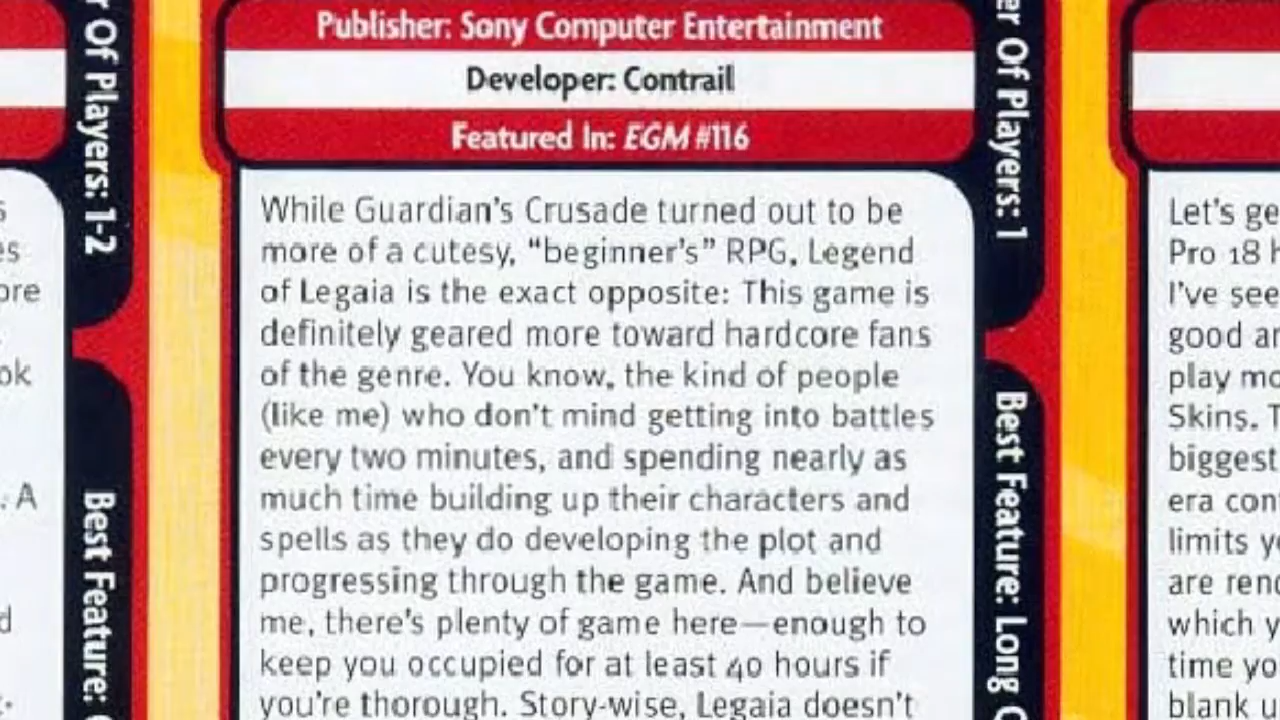 r Of Players: 1-2
Best Feature:
Publisher: Sony Computer Entertainment
Developer: Contrail
Featured In: EGM #116
While Guardian's Crusade turned out to be
more of a cutesy, “beginner's” RPG, Legend
of Legaia is the exact opposite: This game is
definitely geared more toward hardcore fans
of the genre. You know, the kind of people
(like me) who don't mind getting into battles
every two minutes, and spending nearly as
much time building up their characters and
spells as they do developing the plot and
progressing through the game. And believe
me, there's plenty of game here—enough to
keep you occupied for at least 40 hours if
you're thorough. Story-wise, Legaia doesn't
er Of Players: 1
Best Feature: Long
Let's ge
Pro 18 h
I've see
good an
play mo
Skins. T
biggest
era con
limits yo
are rend
which y
time yo
blank u